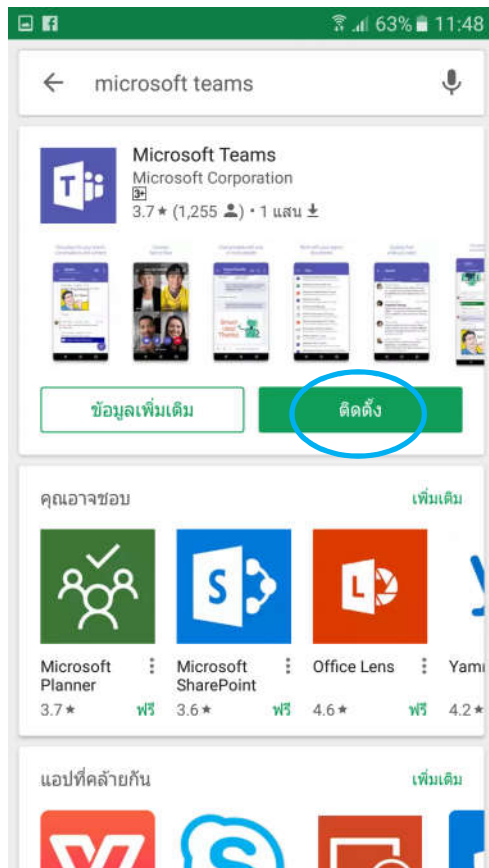 63% 11:48
microsoft teams
Microsoft Teams
Microsoft Corporation
3+
3.7★ (1,255 ) • 1 แสน
ข้อมูลเพิ่มเติม
ติดตั้ง
คุณอาจชอบ
เพิ่มเติม
Microsoft Planner
3.7★ ฟรี
Microsoft SharePoint
3.6★ ฟรี
Office Lens
4.6★ ฟรี
Yam
4.2★
แอปที่คล้ายกัน
เพิ่มเติม